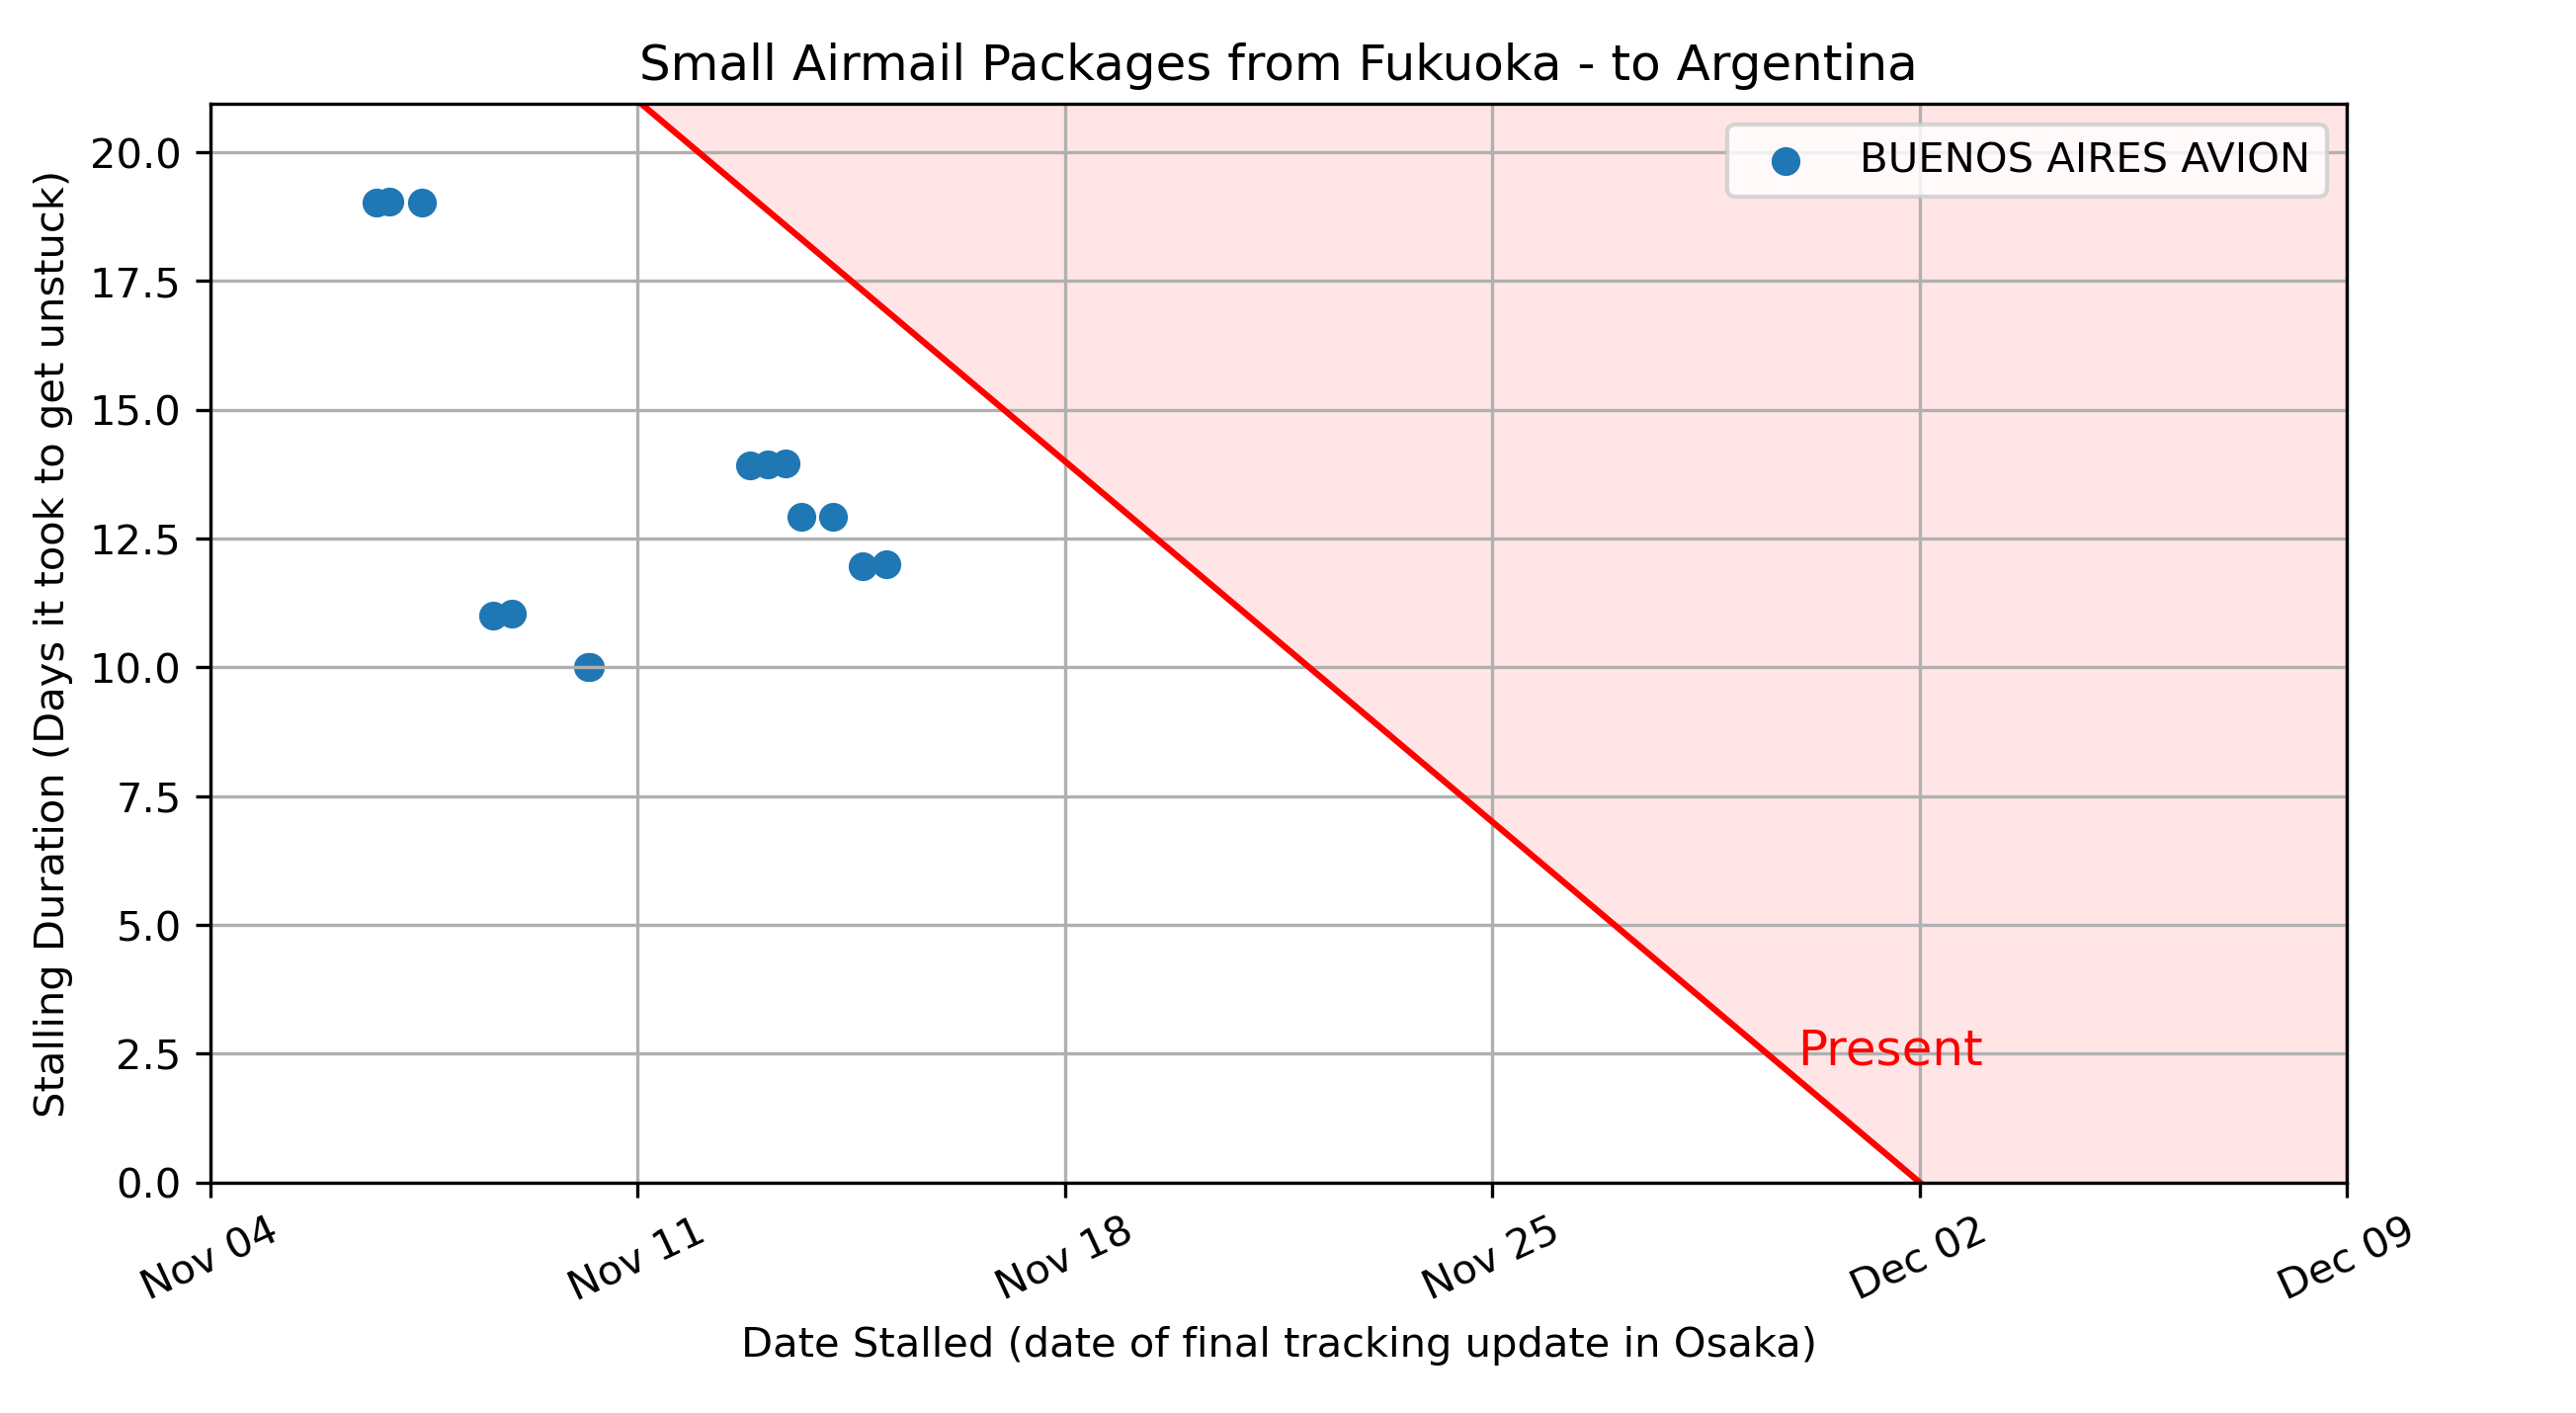 Small Airmail Packages from Fukuoka - to Argentina
BUENOS AIRES AVION
Stalling Duration (Days it took to get unstuck)
20.0
17.5
15.0
12.5
10.0
7.5
5.0
2.5
0.0
Present
Nov 04
Nov 11
Nov 18
Nov 25
Dec 02
Dec 09
Date Stalled (date of final tracking update in Osaka)